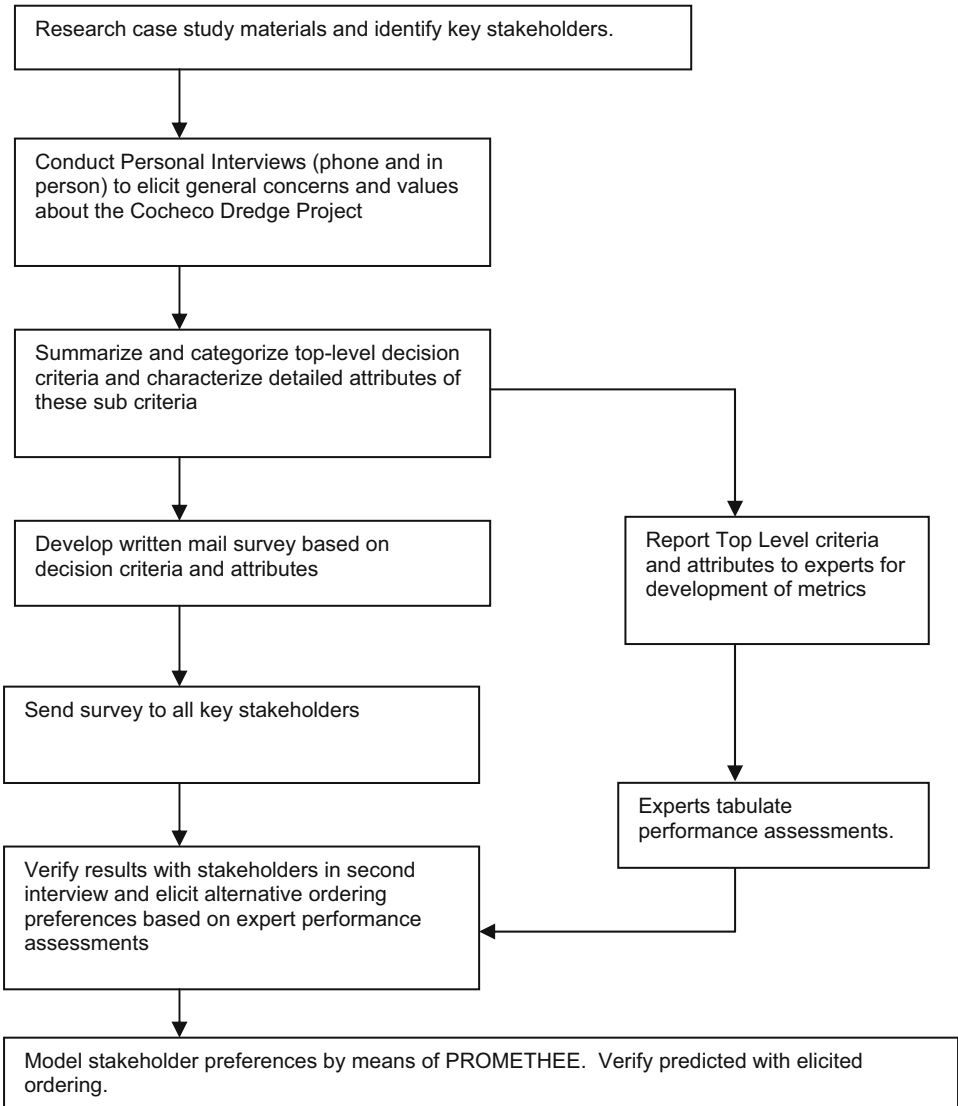 Research case study materials and identify key stakeholders.
Conduct Personal Interviews (phone and in
person) to elicit general concerns and values
about the Cocheco Dredge Project
Summarize and categorize top-level decision
criteria and characterize detailed attributes of
these sub criteria
Develop written mail survey based on
decision criteria and attributes
Report Top Level criteria
and attributes to experts for
development of metrics
Send survey to all key stakeholders
Experts tabulate
performance assessments.
Verify results with stakeholders in second
interview and elicit alternative ordering
preferences based on expert performance
assessments
Model stakeholder preferences by means of PROMETHEE. Verify predicted with elicited
ordering.